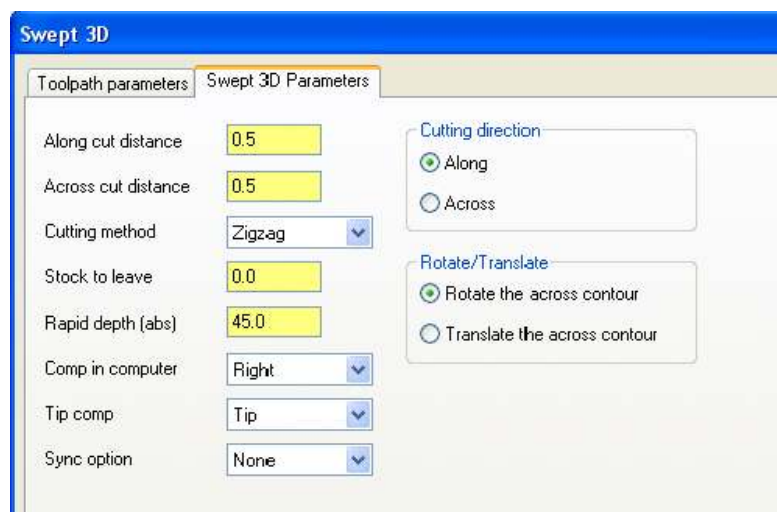 Swept 3D
Toolpath parameters
Swept 3D Parameters
Along cut distance 0.5
Across cut distance 0.5
Cutting method Zigzag
Stock to leave 0.0
Rapid depth (abs) 45.0
Comp in computer Right
Tip comp Tip
Sync option None
Cutting direction
Along
Across
Rotate/Translate
Rotate the across contour
Translate the across contour